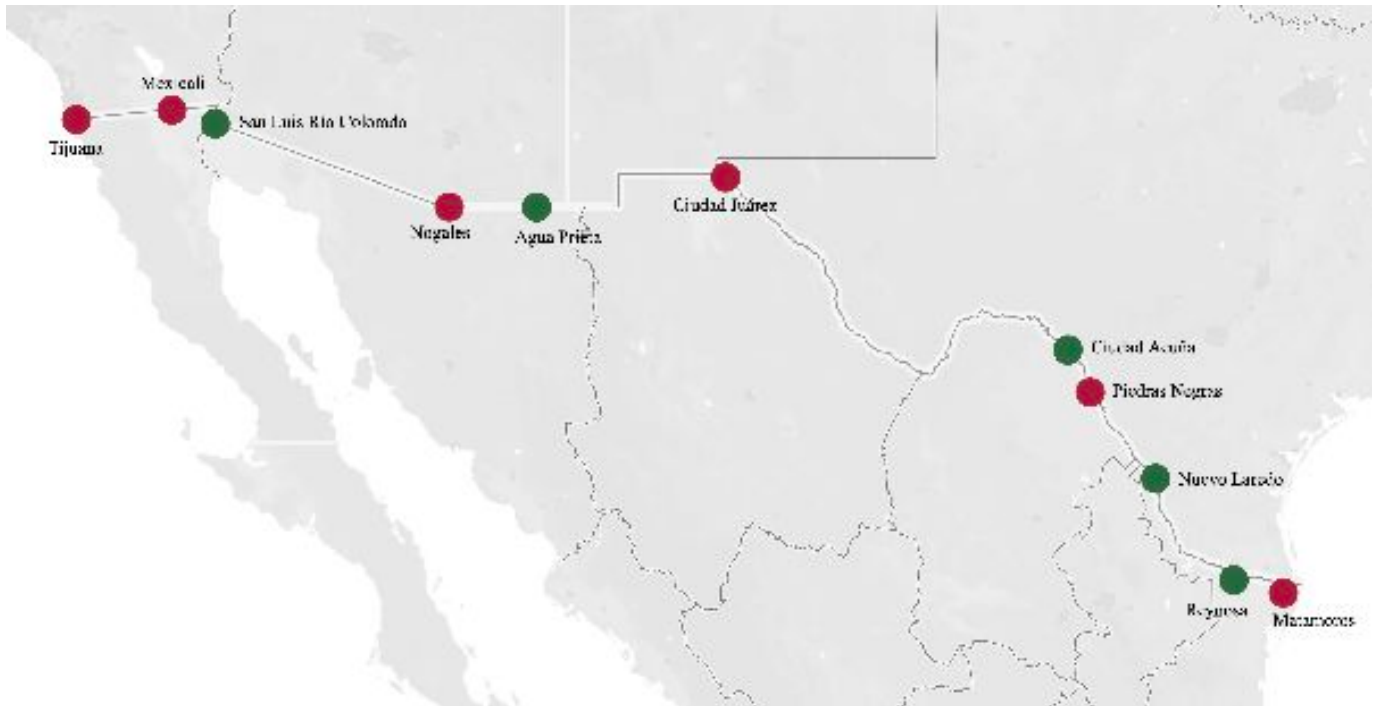 Mexicali
San Luis Río Colorado
Tijuana
Ciudad Juárez
Nogales
Agua Prieta
Ciudad Acuña
Piedras Negras
Nuevo Laredo
Reynosa
Matamoros